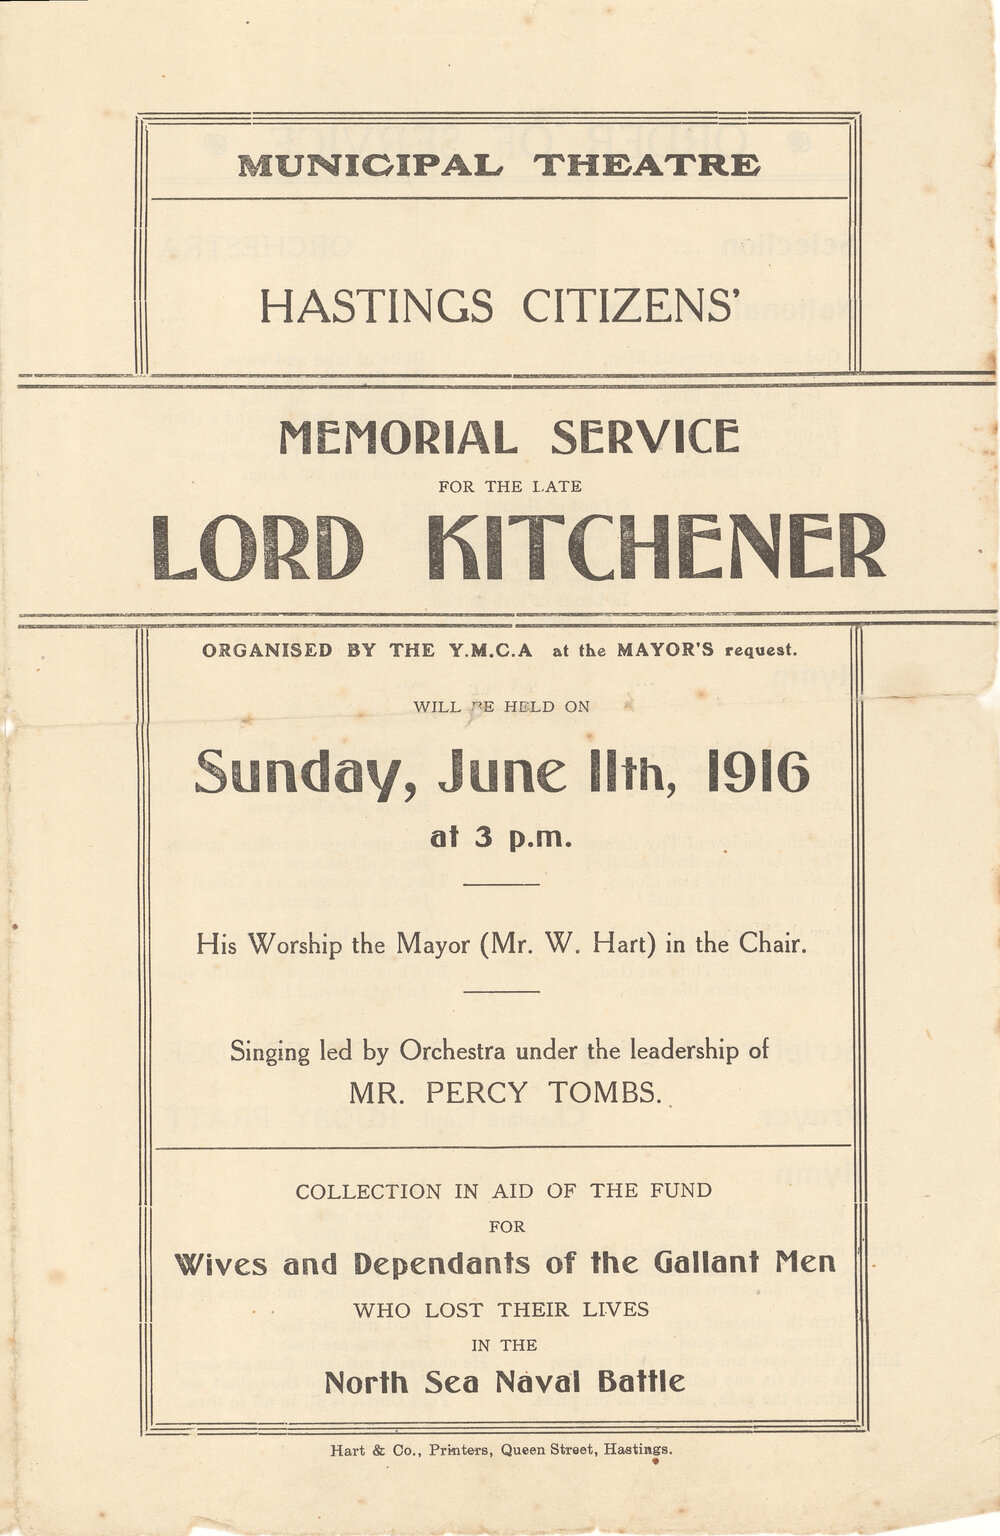 MUNICIPAL THEATRE
HASTINGS CITIZENS'
MEMORIAL SERVICE
FOR THE LATE
LORD KITCHENER
ORGANISED BY THE Y.M.C.A at the MAYOR'S request.
WILL BE HELD ON
Sunday, June 11th, 1916
at 3 p.m.
His Worship the Mayor (Mr. W. Hart) in the Chair.
Singing led by Orchestra under the leadership of
MR. PERCY TOMBS.
COLLECTION IN AID OF THE FUND
FOR
Wives and Dependants of the Gallant Men
WHO LOST THEIR LIVES
IN THE
North Sea Naval Battle
Hart & Co., Printers, Queen Street, Hastings.